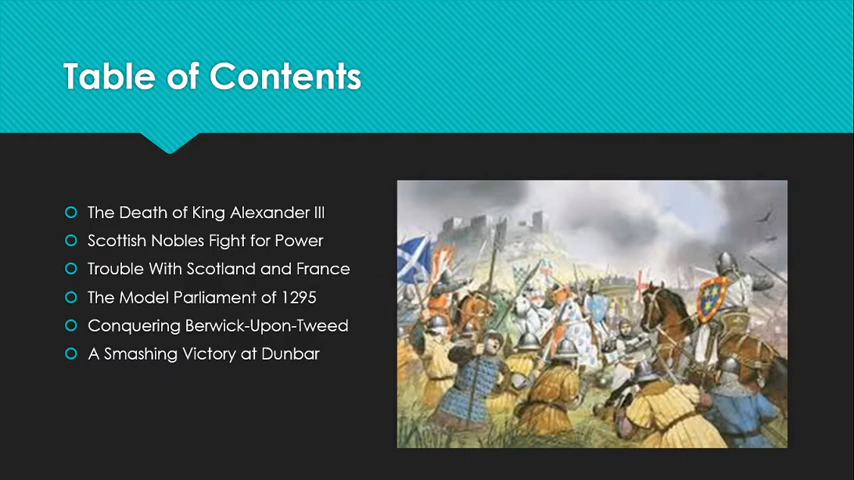 Table of Contents
The Death of King Alexander III
Scottish Nobles Fight for Power
Trouble With Scotland and France
The Model Parliament of 1295
Conquering Berwick-Upon-Tweed
A Smashing Victory at Dunbar